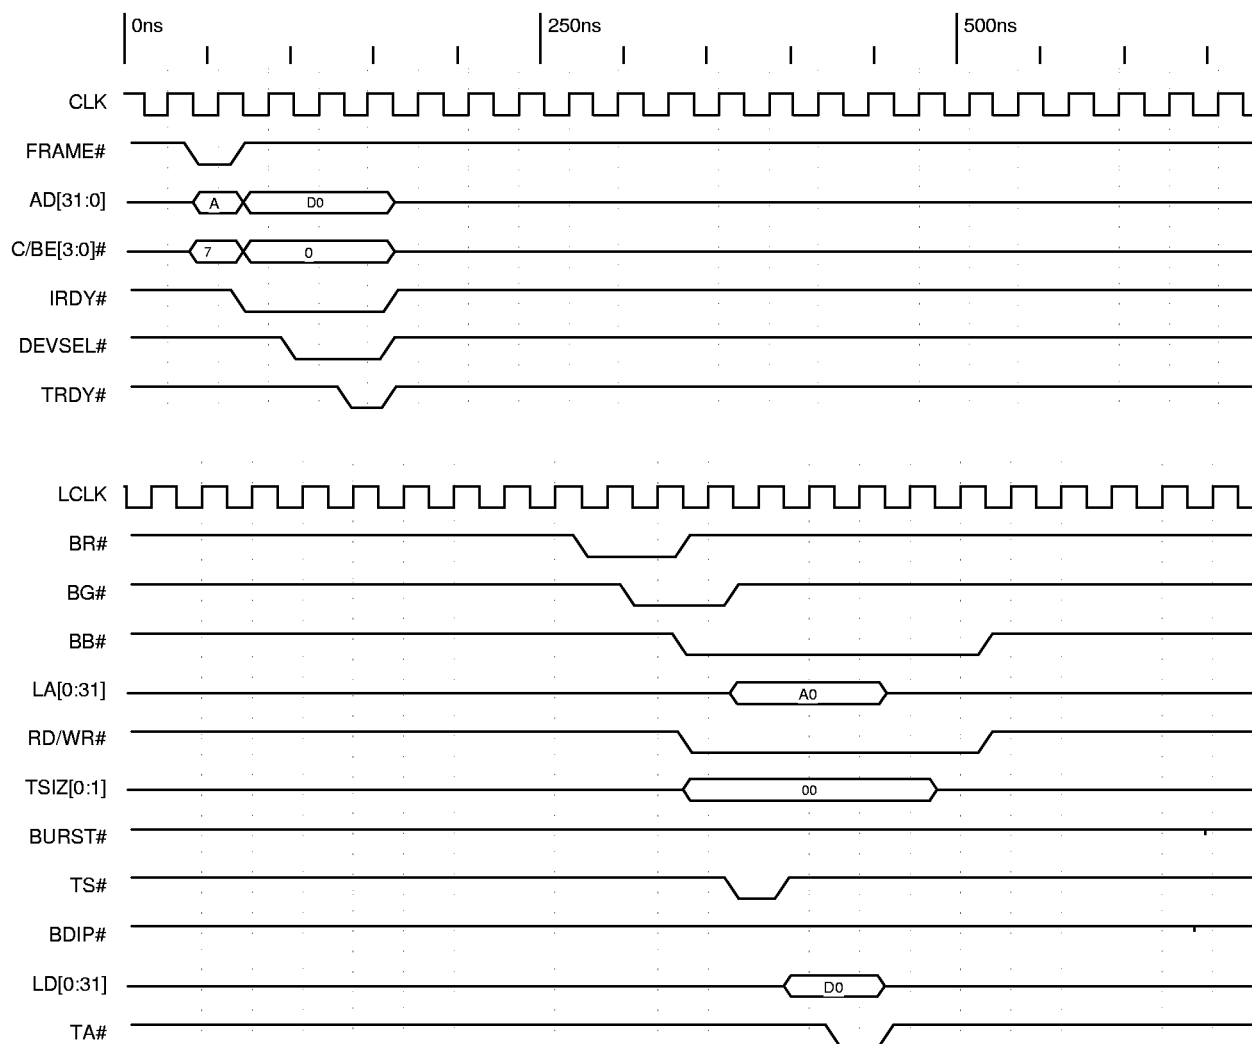 0ns 250ns 500ns
CLK
FRAME#
AD[31:0] A D0
C/BE[3:0]# 7 0
IRDY#
DEVSEL#
TRDY#
LCLK
BR#
BG#
BB#
LA[0:31] A0
RD/WR#
TSIZ[0:1] 00
BURST#
TS#
BDIP#
LD[0:31] D0
TA#